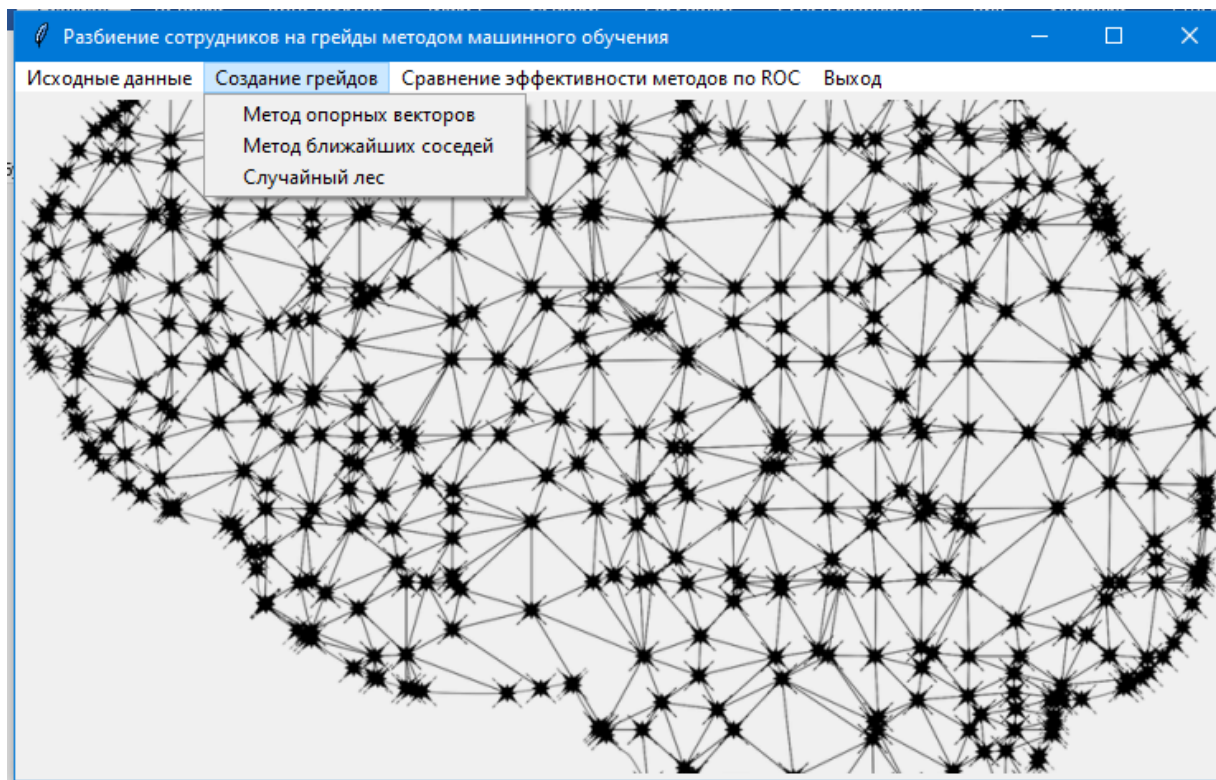 Разбиение сотрудников на грейды методом машинного обучения
Исходные данные Создание грейдов Сравнение эффективности методов по ROC Выход
Метод опорных векторов
Метод ближайших соседей
Случайный лес